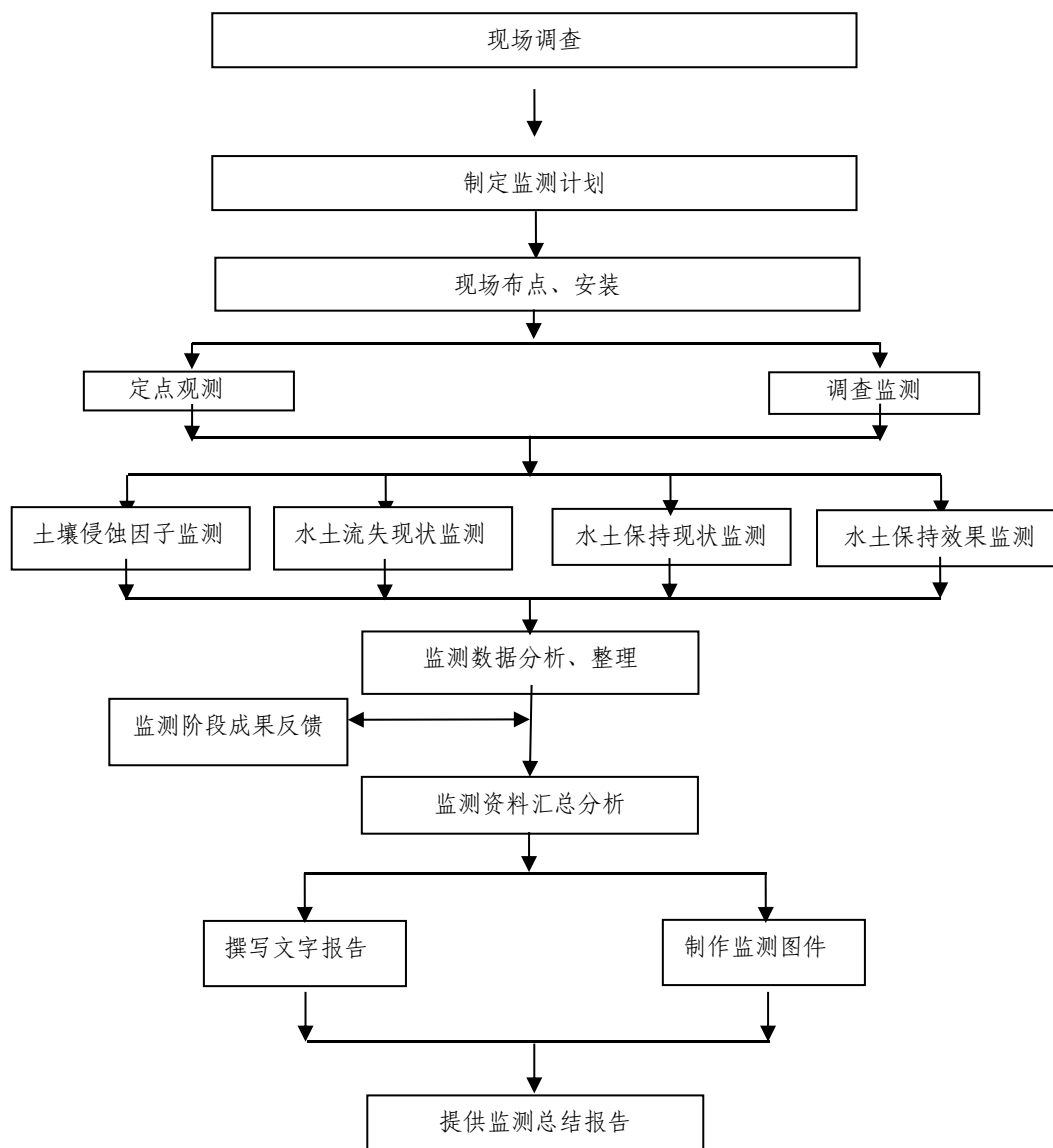 现场调查
制定监测计划
现场布点、安装
定点观测
调查监测
土壤侵蚀因子监测
水土流失现状监测
水土保持现状监测
水土保持效果监测
监测数据分析、整理
监测阶段成果反馈
监测资料汇总分析
撰写文字报告
制作监测图件
提供监测总结报告